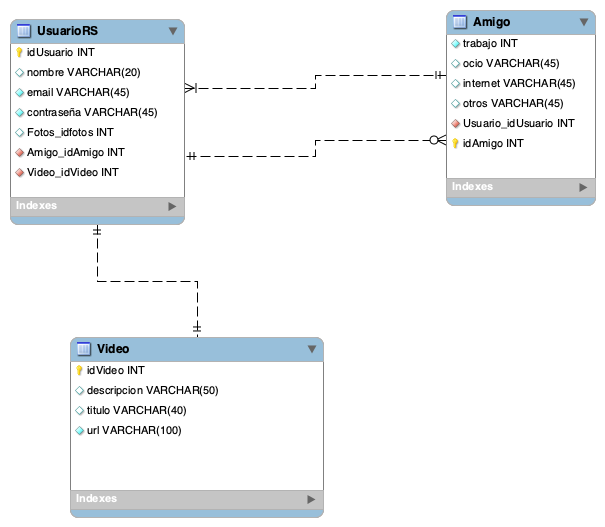 UsuarioRS
idUsuario INT
nombre VARCHAR(20)
email VARCHAR(45)
contraseña VARCHAR(45)
Fotos_idfotos INT
Amigo_idAmigo INT
Video_idVideo INT
Indexes
Amigo
trabajo INT
ocio VARCHAR(45)
internet VARCHAR(45)
otros VARCHAR(45)
Usuario_idUsuario INT
idAmigo INT
Indexes
Video
idVideo INT
descripcion VARCHAR(50)
titulo VARCHAR(40)
url VARCHAR(100)
Indexes